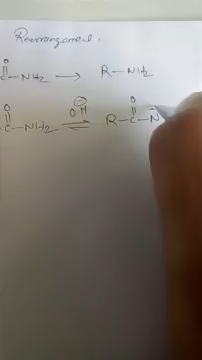 Rearrangement.
O
C-NH2 → R-NH2
O
C-NH2 ⇌ R-C-N
OH
O